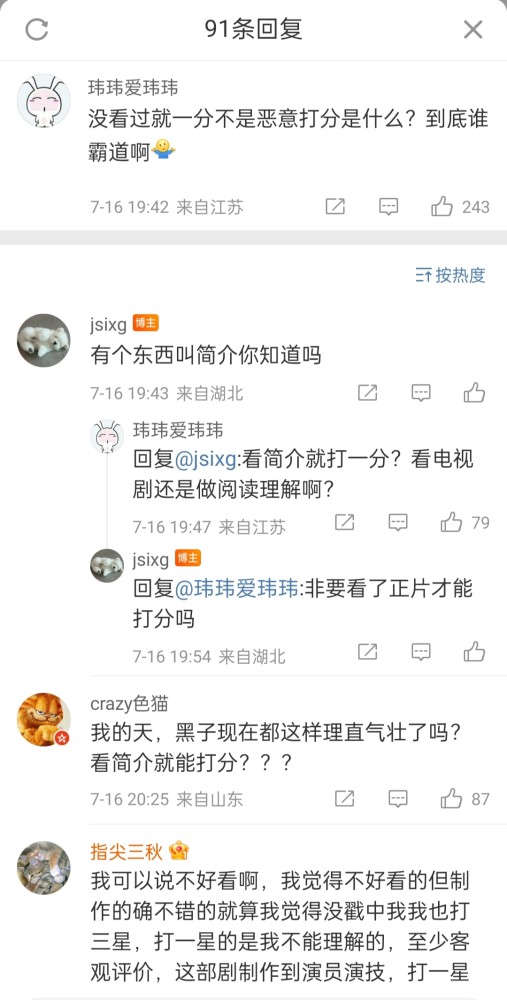 91条回复
玮玮爱玮玮
没看过就一分不是恶意打分是什么？到底谁
霸道啊🤷
7-16 19:42 来自江苏
243
按热度
jsixg 博主
有个东西叫简介你知道吗
7-16 19:43 来自湖北
玮玮爱玮玮
回复@jsixg:看简介就打一分？看电视
剧还是做阅读理解啊？
7-16 19:47 来自江苏
79
jsixg 博主
回复@玮玮爱玮玮:非要看了正片才能
打分吗
7-16 19:54 来自湖北
crazy色猫
我的天，黑子现在都这样理直气壮了吗？
看简介就能打分？？？
7-16 20:25 来自山东
87
指尖三秋
我可以说不好看啊，我觉得不好看的但制
作的确不错的就算我觉得没戳中我我也打
三星，打一星的是我不能理解的，至少客
观评价，这部剧制作到演员演技，打一星